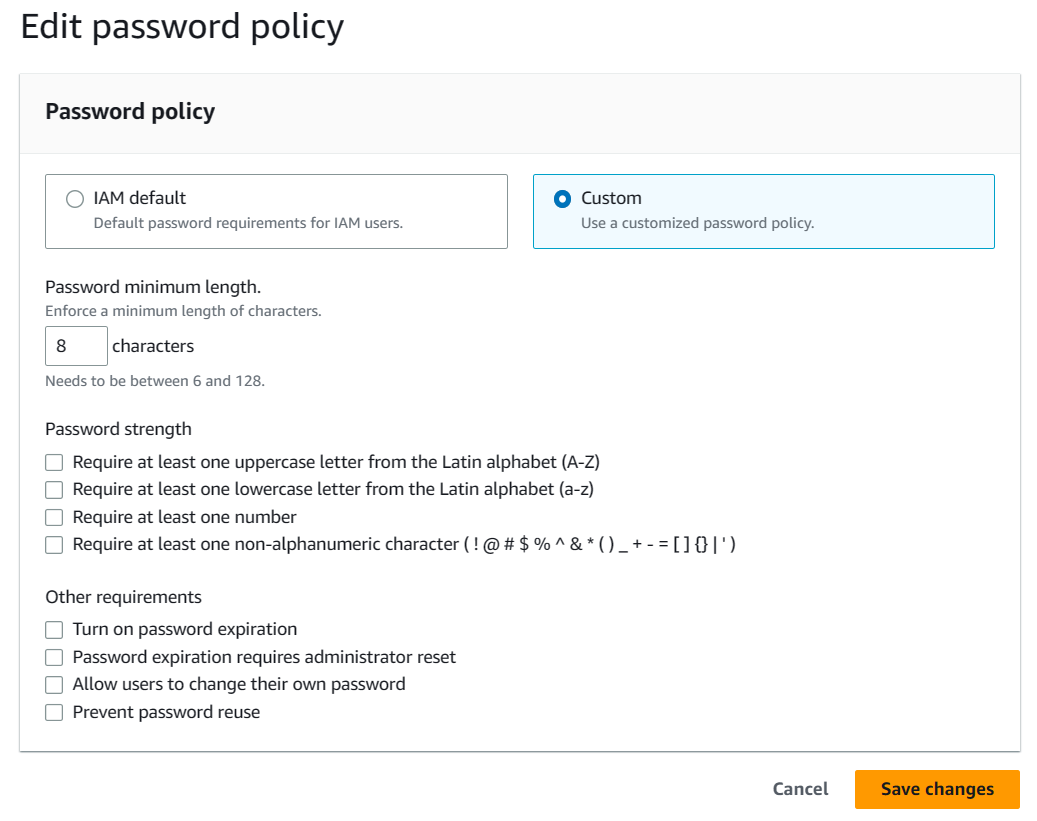 Edit password policy
Password policy
IAM default
Default password requirements for IAM users.
Custom
Use a customized password policy.
Password minimum length.
Enforce a minimum length of characters.
8 characters
Needs to be between 6 and 128.
Password strength
Require at least one uppercase letter from the Latin alphabet (A-Z)
Require at least one lowercase letter from the Latin alphabet (a-z)
Require at least one number
Require at least one non-alphanumeric character ( ! @ # $ % ^ & * ( ) _ + - = [ ] {} | ' )
Other requirements
Turn on password expiration
Password expiration requires administrator reset
Allow users to change their own password
Prevent password reuse
Cancel
Save changes